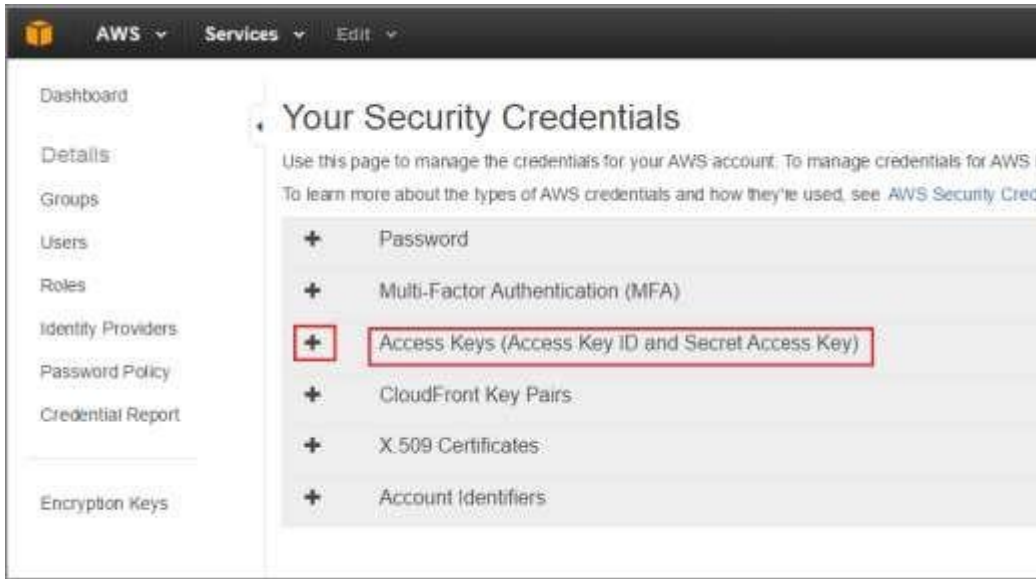 AWS Services Edit
Dashboard
Details
Groups
Users
Roles
Identity Providers
Password Policy
Credential Report
Encryption Keys
Your Security Credentials
Use this page to manage the credentials for your AWS account. To manage credentials for AWS
To learn more about the types of AWS credentials and how they're used, see AWS Security Cred
Password
Multi-Factor Authentication (MFA)
Access Keys (Access Key ID and Secret Access Key)
CloudFront Key Pairs
X.509 Certificates
Account Identifiers